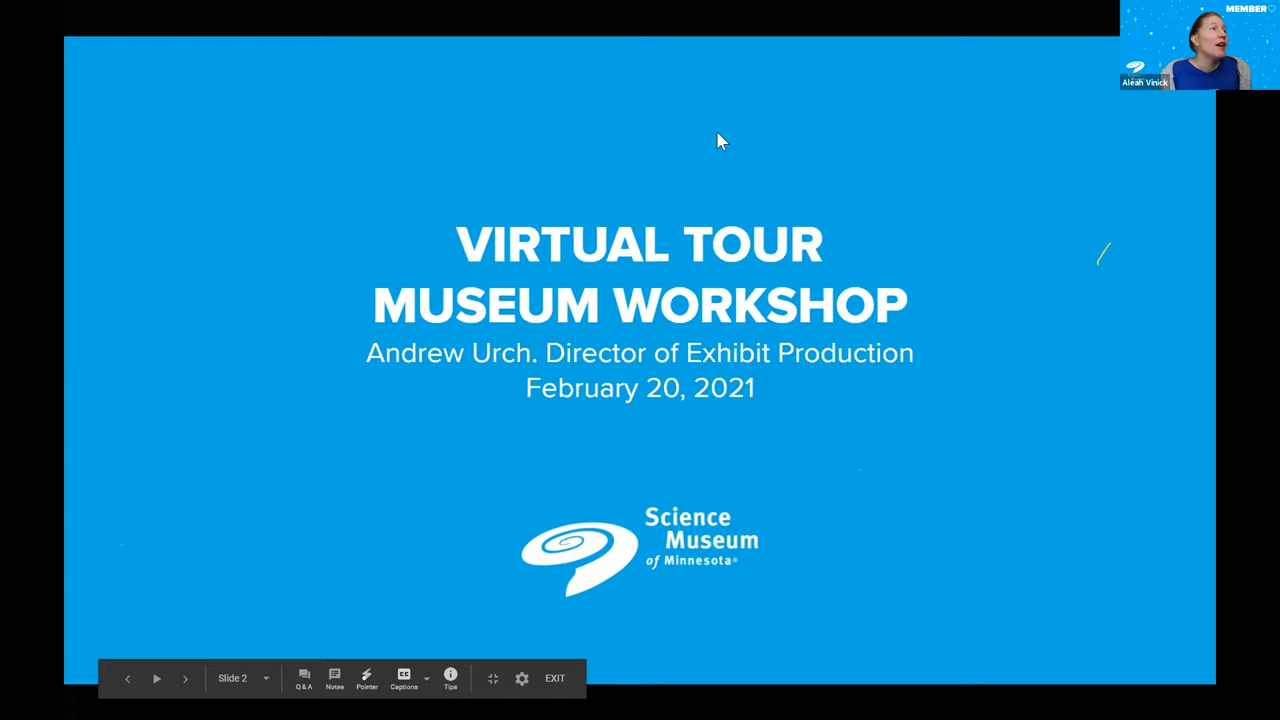 MEMBER♡
Aleah Vinick
VIRTUAL TOUR
MUSEUM WORKSHOP
Andrew Urch. Director of Exhibit Production
February 20, 2021
Science
Museum
of Minnesota®
Slide 2
Q & A
Notes
Pointer
CC
Captions
Tips
EXIT